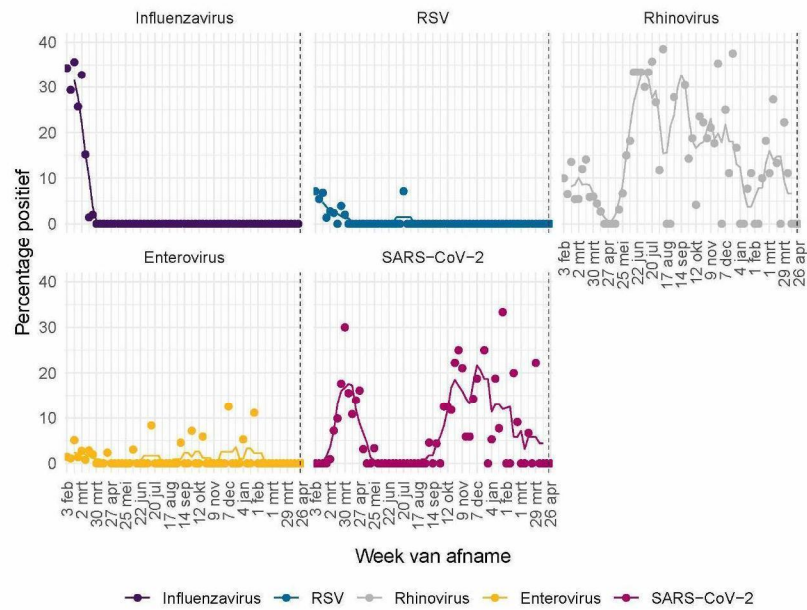 Influenzavirus
RSV
Rhinovirus
40
30
20
10
0
3 feb
2 mrt
30 mrt
27 apr
25 mei
22 jun
20 jul
17 aug
14 sep
12 okt
9 nov
7 dec
4 jan
1 feb
1 mrt
29 mrt
26 apr
Percentage positief
Enterovirus
SARS-CoV-2
40
30
20
10
0
3 feb
2 mrt
30 mrt
27 apr
25 mei
22 jun
20 jul
17 aug
14 sep
12 okt
9 nov
7 dec
4 jan
1 feb
1 mrt
29 mrt
26 apr
3 feb
2 mrt
30 mrt
27 apr
25 mei
22 jun
20 jul
17 aug
14 sep
12 okt
9 nov
7 dec
4 jan
1 feb
1 mrt
29 mrt
26 apr
Week van afname
Influenzavirus
RSV
Rhinovirus
Enterovirus
SARS-CoV-2